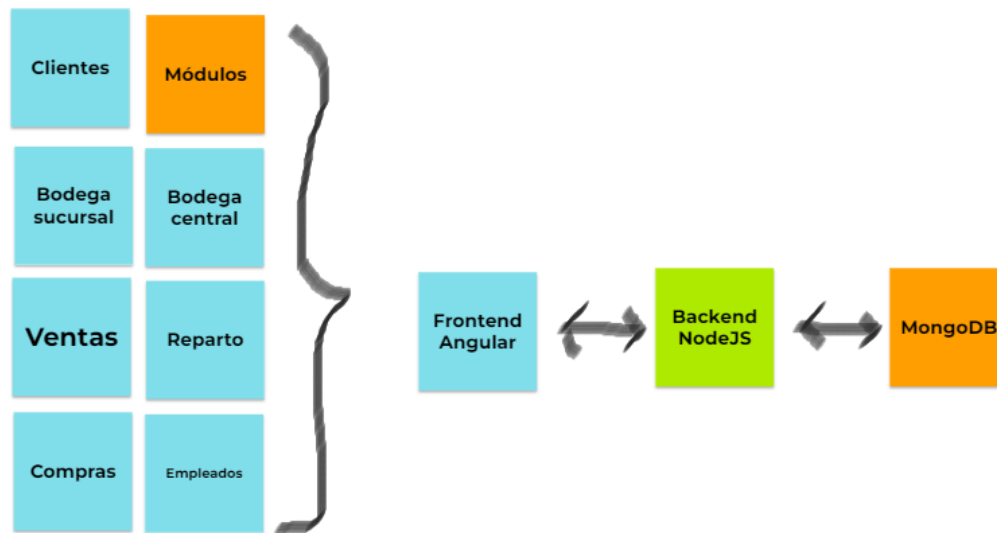 Clientes
Módulos
Bodega
sucursal
Bodega
central
Ventas
Reparto
Compras
Empleados
Frontend
Angular
Backend
NodeJS
MongoDB